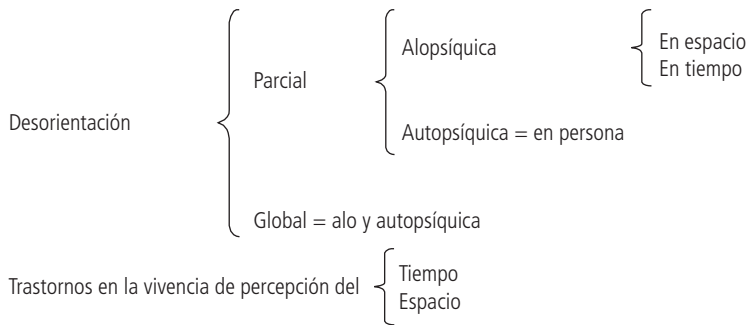 Alopsíquica
En espacio
En tiempo
Parcial
Desorientación
Autopsíquica = en persona
Global = alo y autopsíquica
Trastornos en la vivencia de percepción del
Tiempo
Espacio